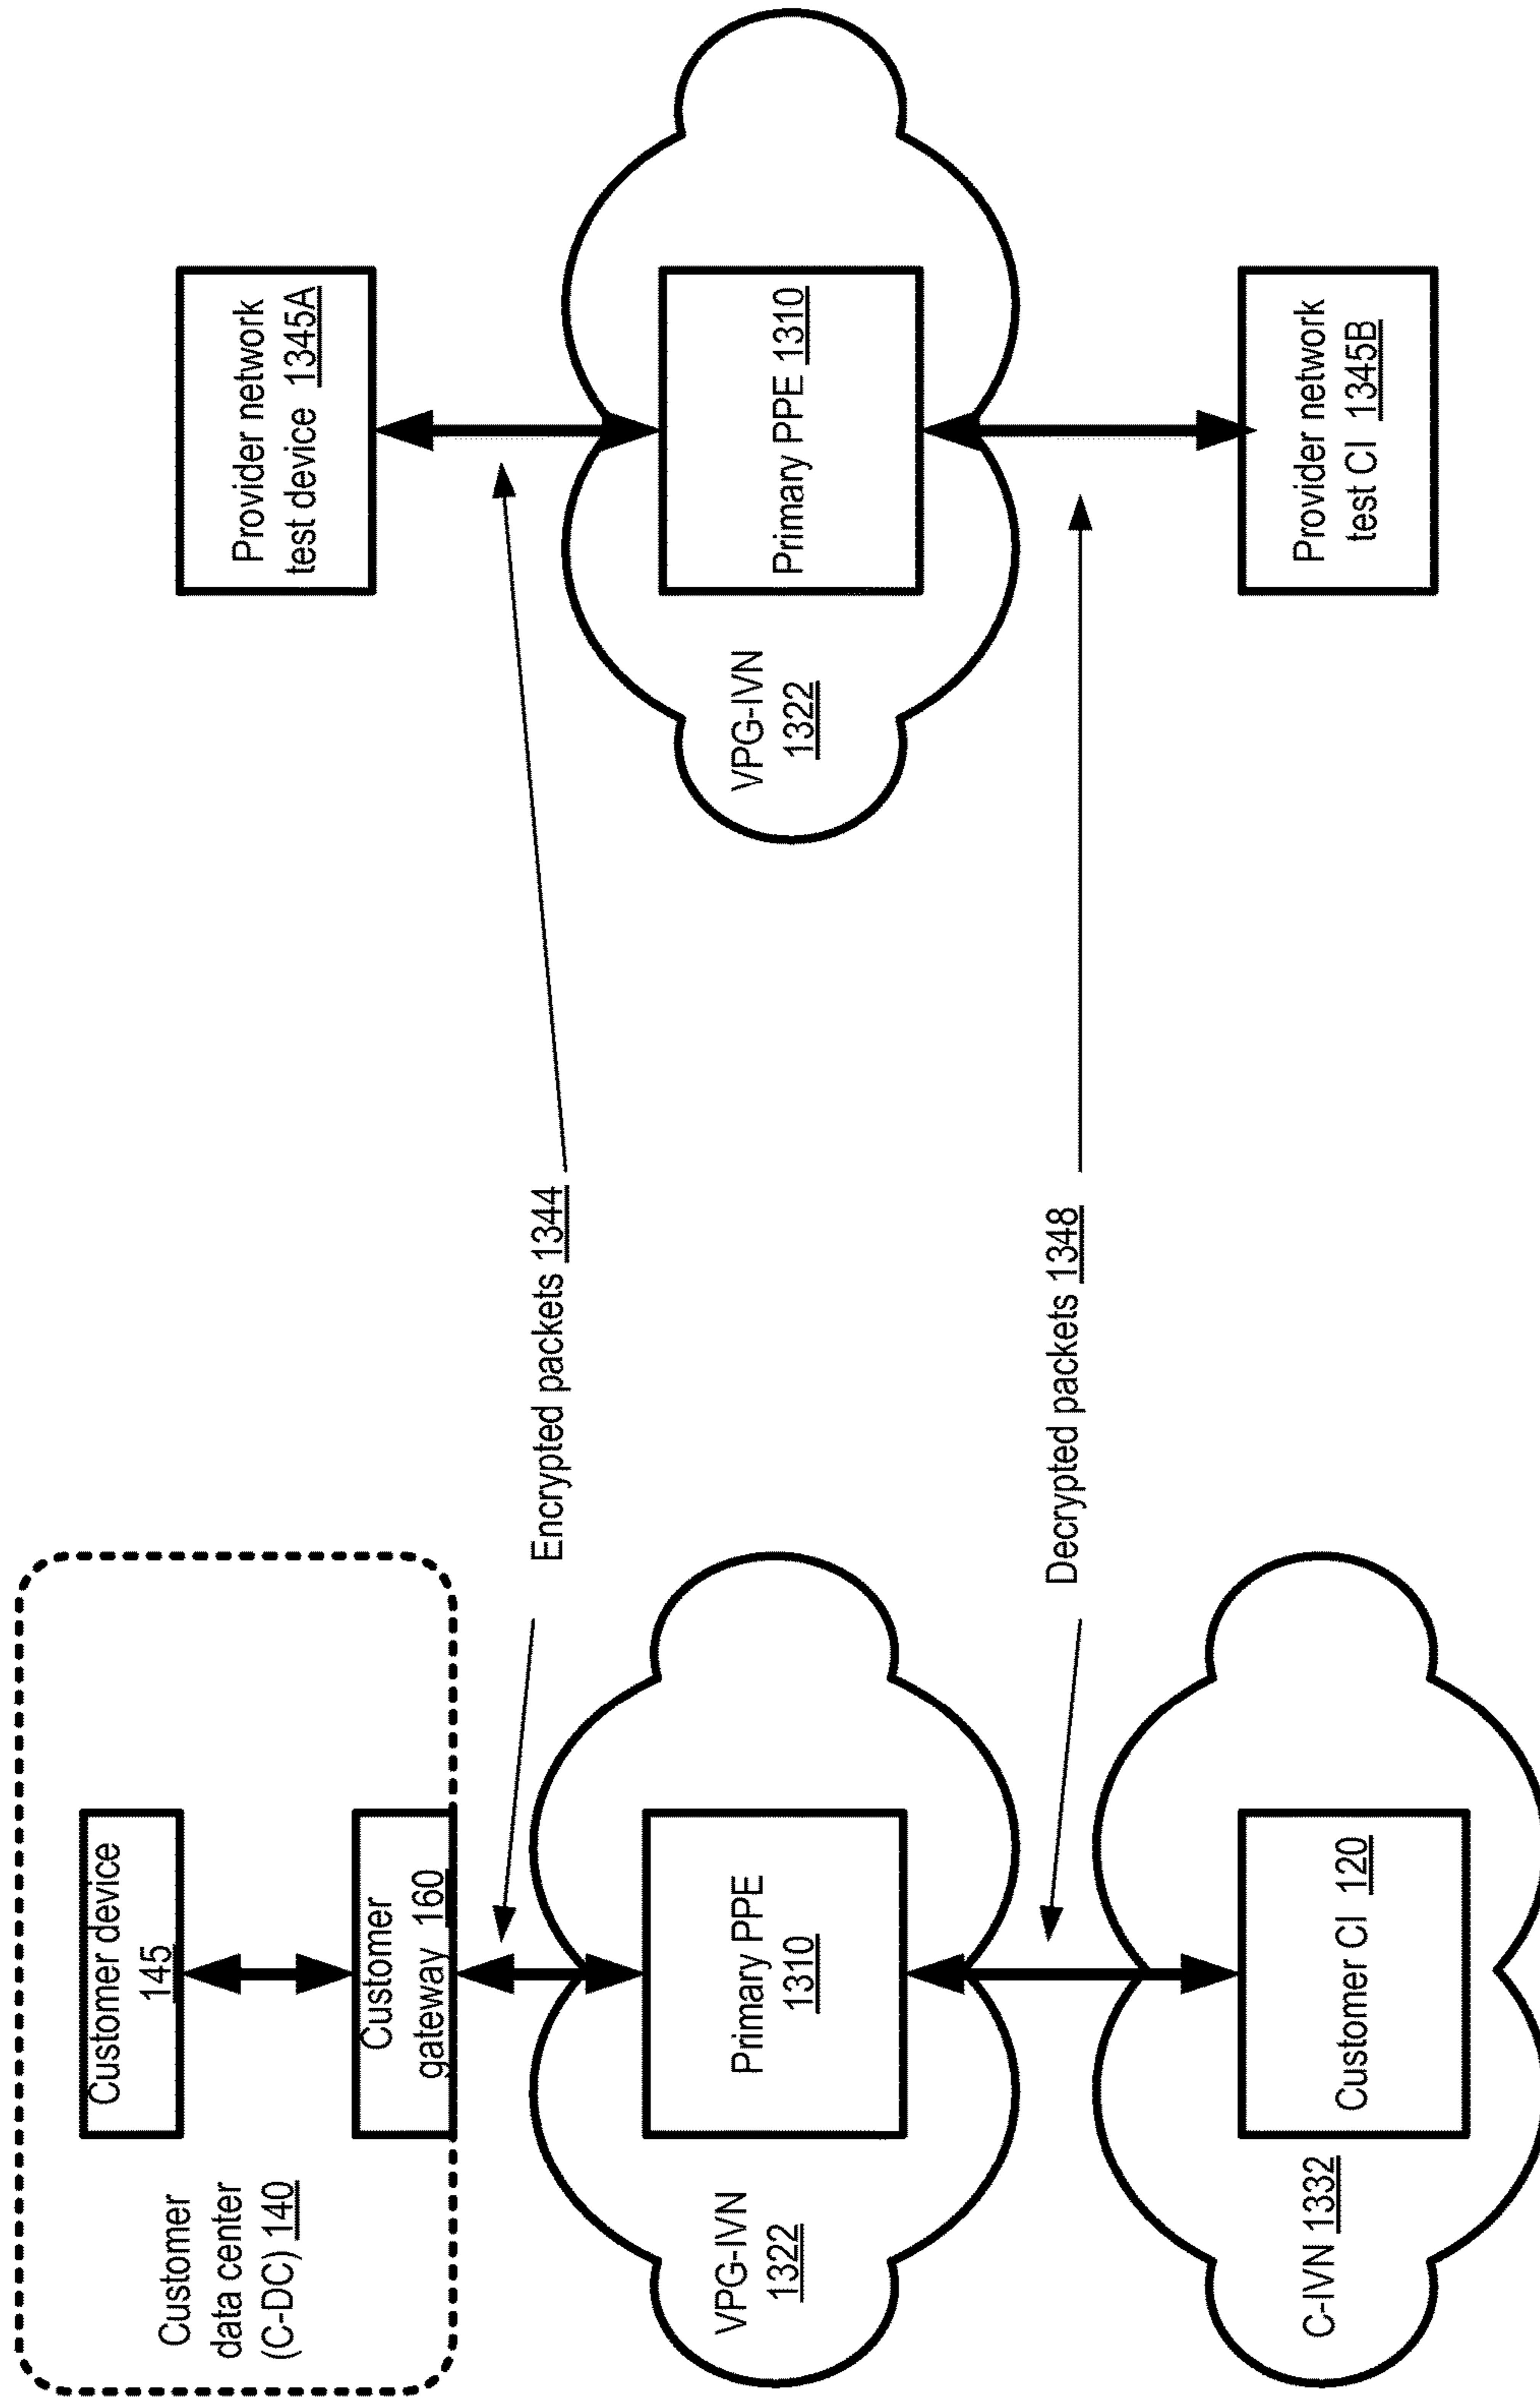 Customer device
145
Customer
data center
(C-DC) 140
Customer
gateway 160
Encrypted packets 1344
VPG-IVN
1322
Primary PPE
1310
Decrypted packets 1348
C-IVN 1332
Customer CI 120
Provider network
test device 1345A
VPG-IVN
1322
Primary PPE 1310
Provider network
test CI 1345B